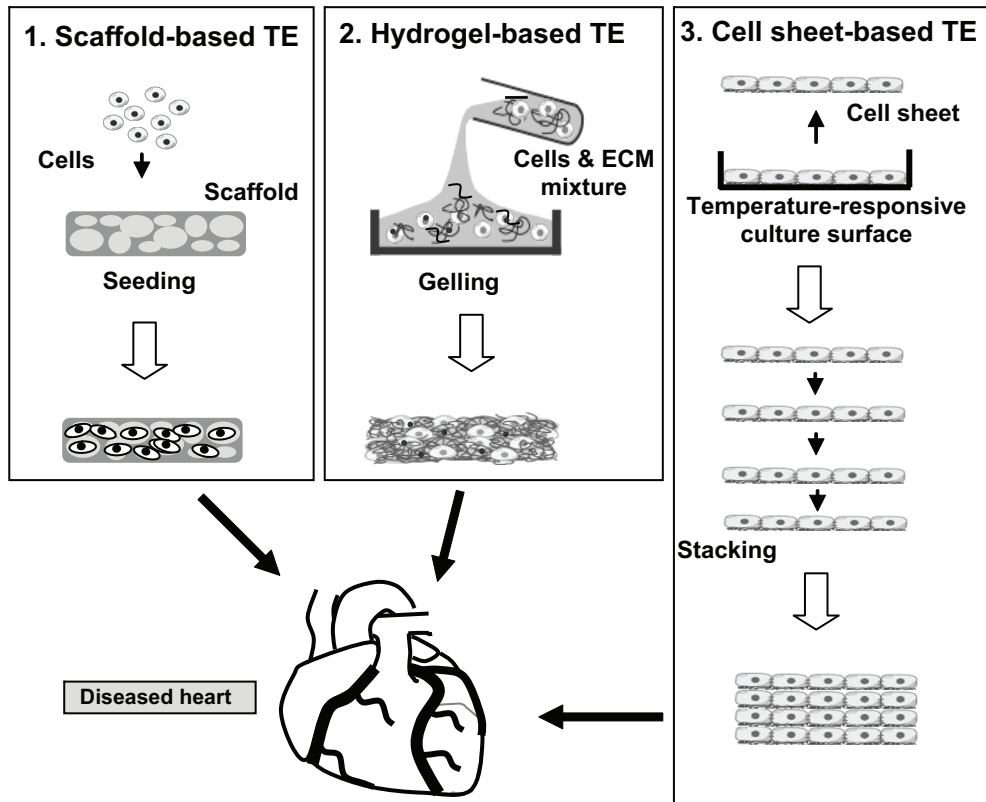 1. Scaffold-based TE
Cells
Scaffold
Seeding
2. Hydrogel-based TE
Cells & ECM
mixture
Gelling
3. Cell sheet-based TE
Cell sheet
Temperature-responsive
culture surface
Stacking
Diseased heart